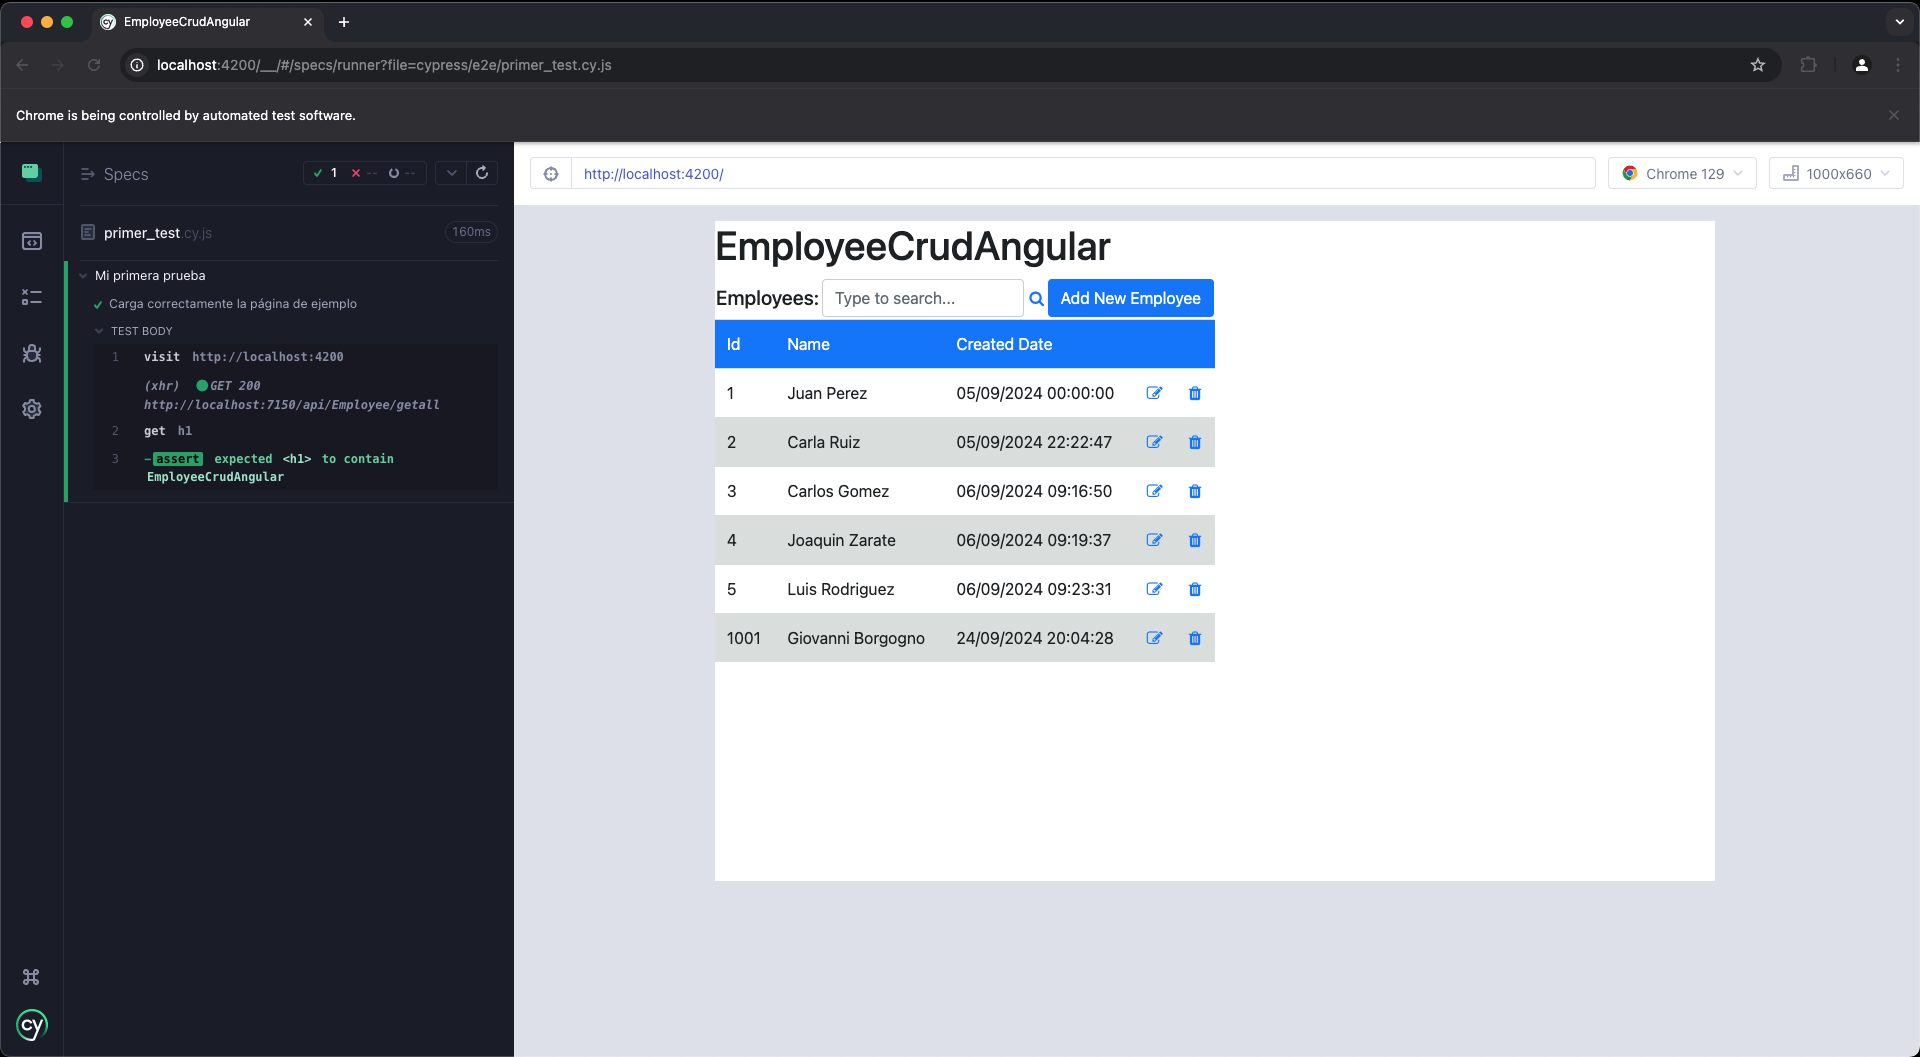 EmployeeCrudAngular
localhost:4200/__/#/specs/runner?file=cypress/e2e/primer_test.cy.js
Chrome is being controlled by automated test software.
Specs
1 -- --
primer_test.cy.js
160ms
Mi primera prueba
Carga correctamente la página de ejemplo
TEST BODY
1 visit http://localhost:4200
(xhr) GET 200
http://localhost:7150/api/Employee/getall
2 get h1
3 -assert expected <h1> to contain
EmployeeCrudAngular
cy
http://localhost:4200/
Chrome 129
1000x660
EmployeeCrudAngular
Employees: Type to search... Add New Employee
Id Name Created Date
1 Juan Perez 05/09/2024 00:00:00
2 Carla Ruiz 05/09/2024 22:22:47
3 Carlos Gomez 06/09/2024 09:16:50
4 Joaquin Zarate 06/09/2024 09:19:37
5 Luis Rodriguez 06/09/2024 09:23:31
1001 Giovanni Borgogno 24/09/2024 20:04:28